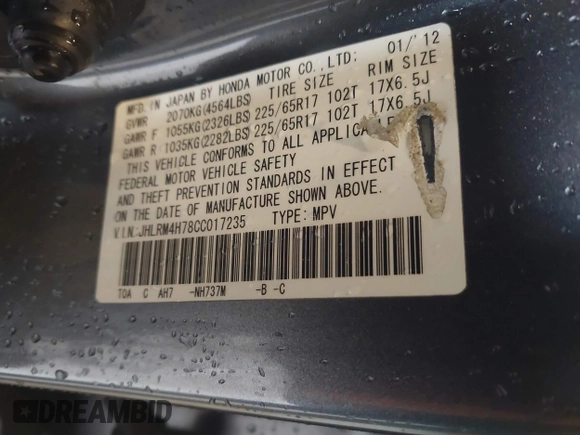 MFD. IN JAPAN BY HONDA MOTOR CO., LTD: 01/'12
GVWR 2070KG(4564LBS) TIRE SIZE RIM SIZE
GAWR F 1055KG(2326LBS) 225/65R17 102T 17X6.5J
GAWR R:1035KG(2282LBS) 225/65R17 102T 17X6.5J
THIS VEHICLE CONFORMS TO ALL
FEDERAL MOTOR VEHICLE SAFETY
AND THEFT PREVENTION STANDARDS IN EFFECT
ON THE DATE OF MANUFACTURE SHOWN ABOVE.
V.I.N.:JHLRM4H78CC017235 TYPE: MPV
TOA C AH7 -NH737M -B -C
DREAMBID